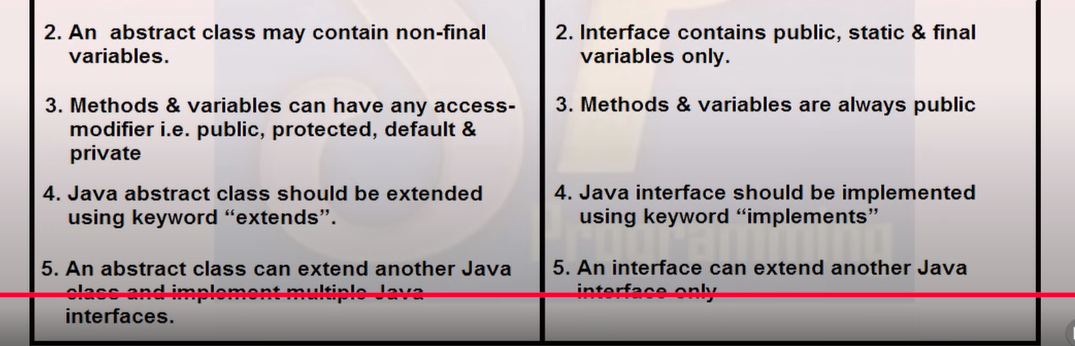 2. An abstract class may contain non-final
variables.
3. Methods & variables can have any access-
modifier i.e. public, protected, default &
private
4. Java abstract class should be extended
using keyword “extends”.
5. An abstract class can extend another Java
class and implement multiple Java
interfaces.
2. Interface contains public, static & final
variables only.
3. Methods & variables are always public
4. Java interface should be implemented
using keyword “implements”
5. An interface can extend another Java
interface only
Programming